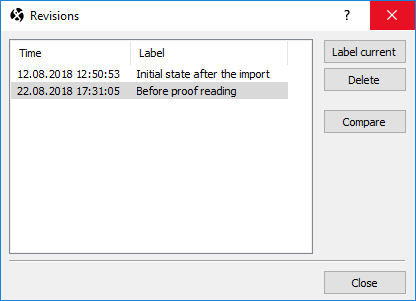 Revisions
?
Time Label
12.08.2018 12:50:53 Initial state after the import
22.08.2018 17:31:05 Before proof reading
Label current
Delete
Compare
Close